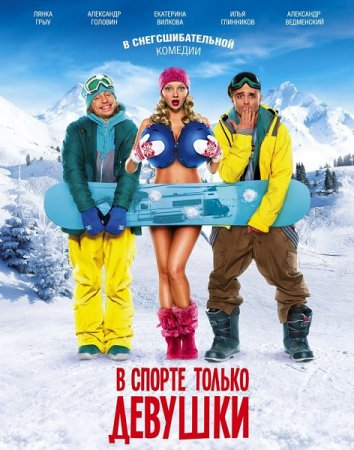 ЛЯНКА ГРЫУ
АЛЕКСАНДР ГОЛОВИН
ЕКАТЕРИНА ВИЛКОВА
ИЛЬЯ ГЛИННИКОВ
АЛЕКСАНДР ВЕДМЕНСКИЙ
В СНЕГСШИБАТЕЛЬНОЙ
КОМЕДИИ
В СПОРТЕ ТОЛЬКО
ДЕВУШКИ